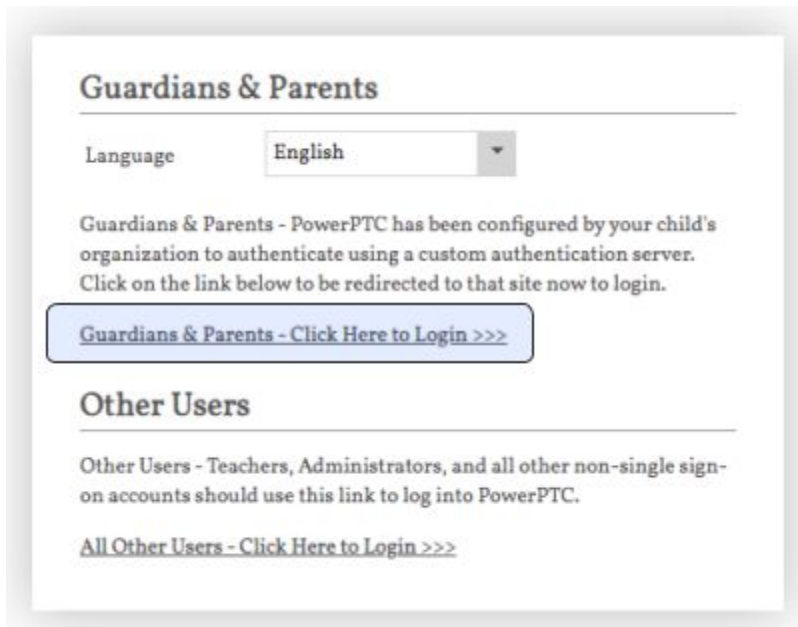 Guardians & Parents
Language
English
Guardians & Parents - PowerPTC has been configured by your child's
organization to authenticate using a custom authentication server.
Click on the link below to be redirected to that site now to login.
Guardians & Parents - Click Here to Login >>>
Other Users
Other Users - Teachers, Administrators, and all other non-single sign-
on accounts should use this link to log into PowerPTC.
All Other Users - Click Here to Login >>>